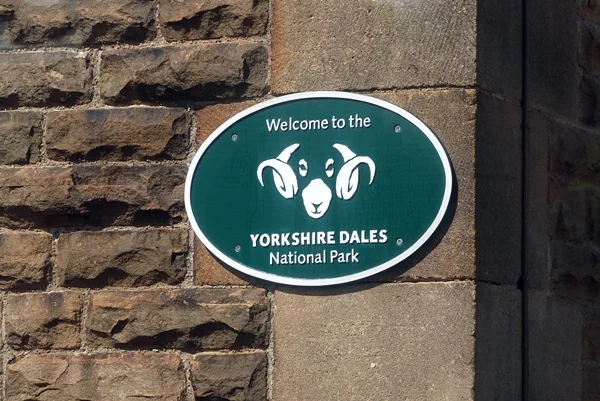 Welcome to the
YORKSHIRE DALES
National Park